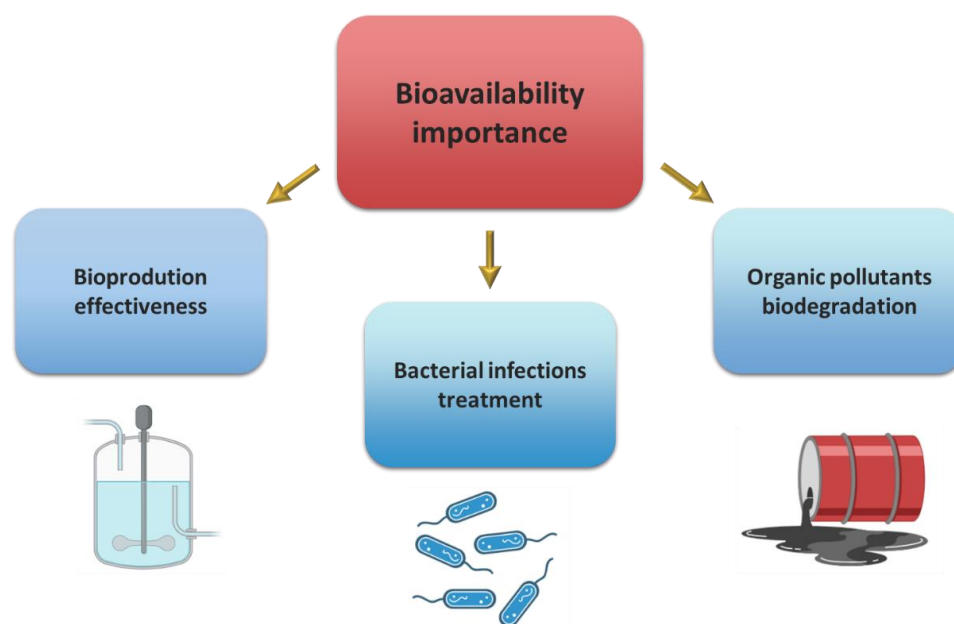 Bioavailability
importance
Bioprodution
effectiveness
Bacterial infections
treatment
Organic pollutants
biodegradation